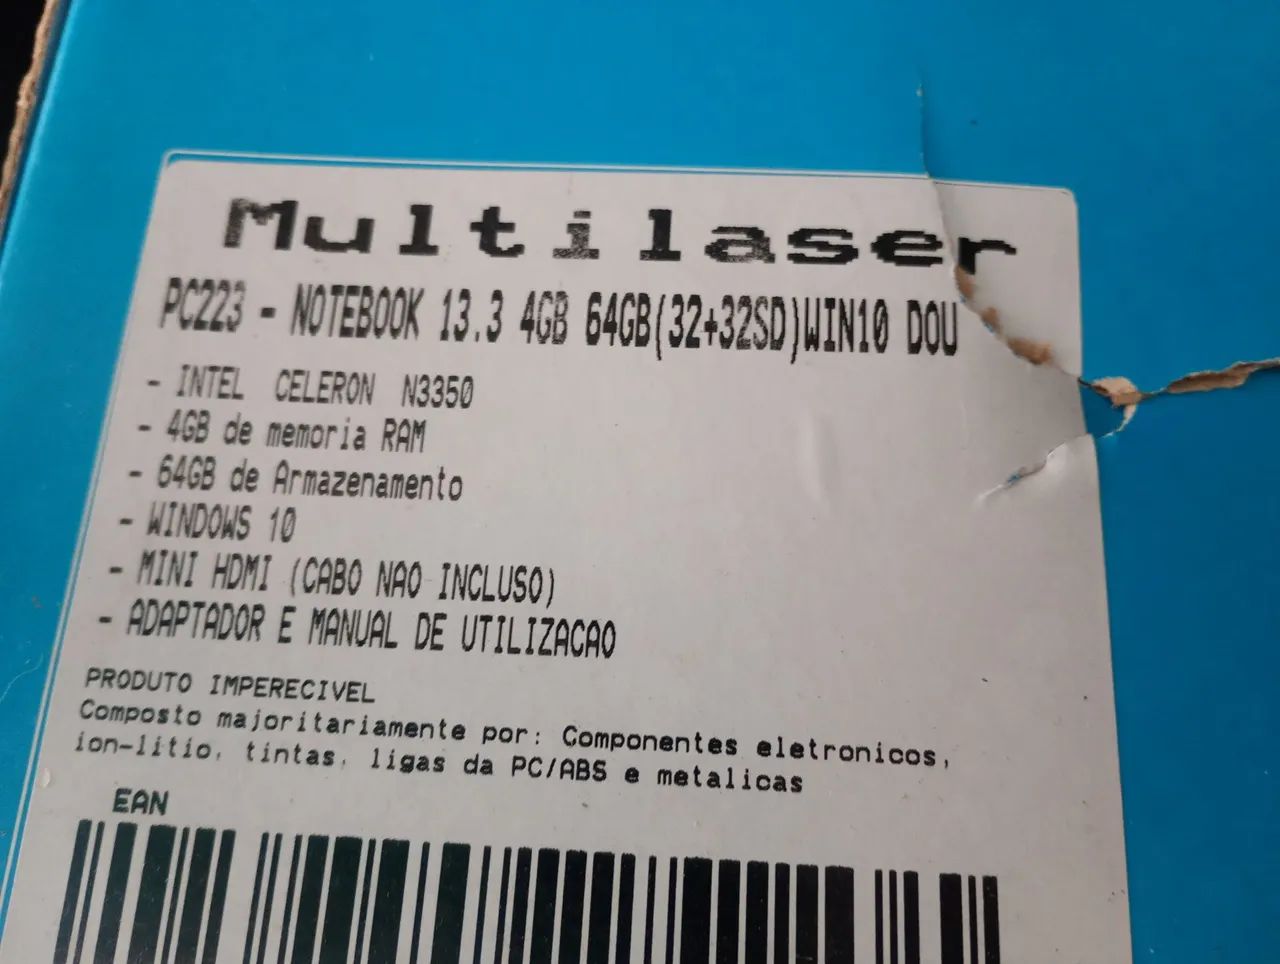 Multilaser
PC223 - NOTEBOOK 13.3 4GB 64GB(32+32SD)WIN10 DOU
- INTEL CELERON N3350
- 4GB de memoria RAM
- 64GB de Armazenamento
- WINDOWS 10
- MINI HDMI (CABO NAO INCLUSO)
- ADAPTADOR E MANUAL DE UTILIZACAO
PRODUTO IMPERECIVEL
Composto majoritariamente por: Componentes eletronicos,
ion-litio, tintas, ligas da PC/ABS e metalicas
EAN